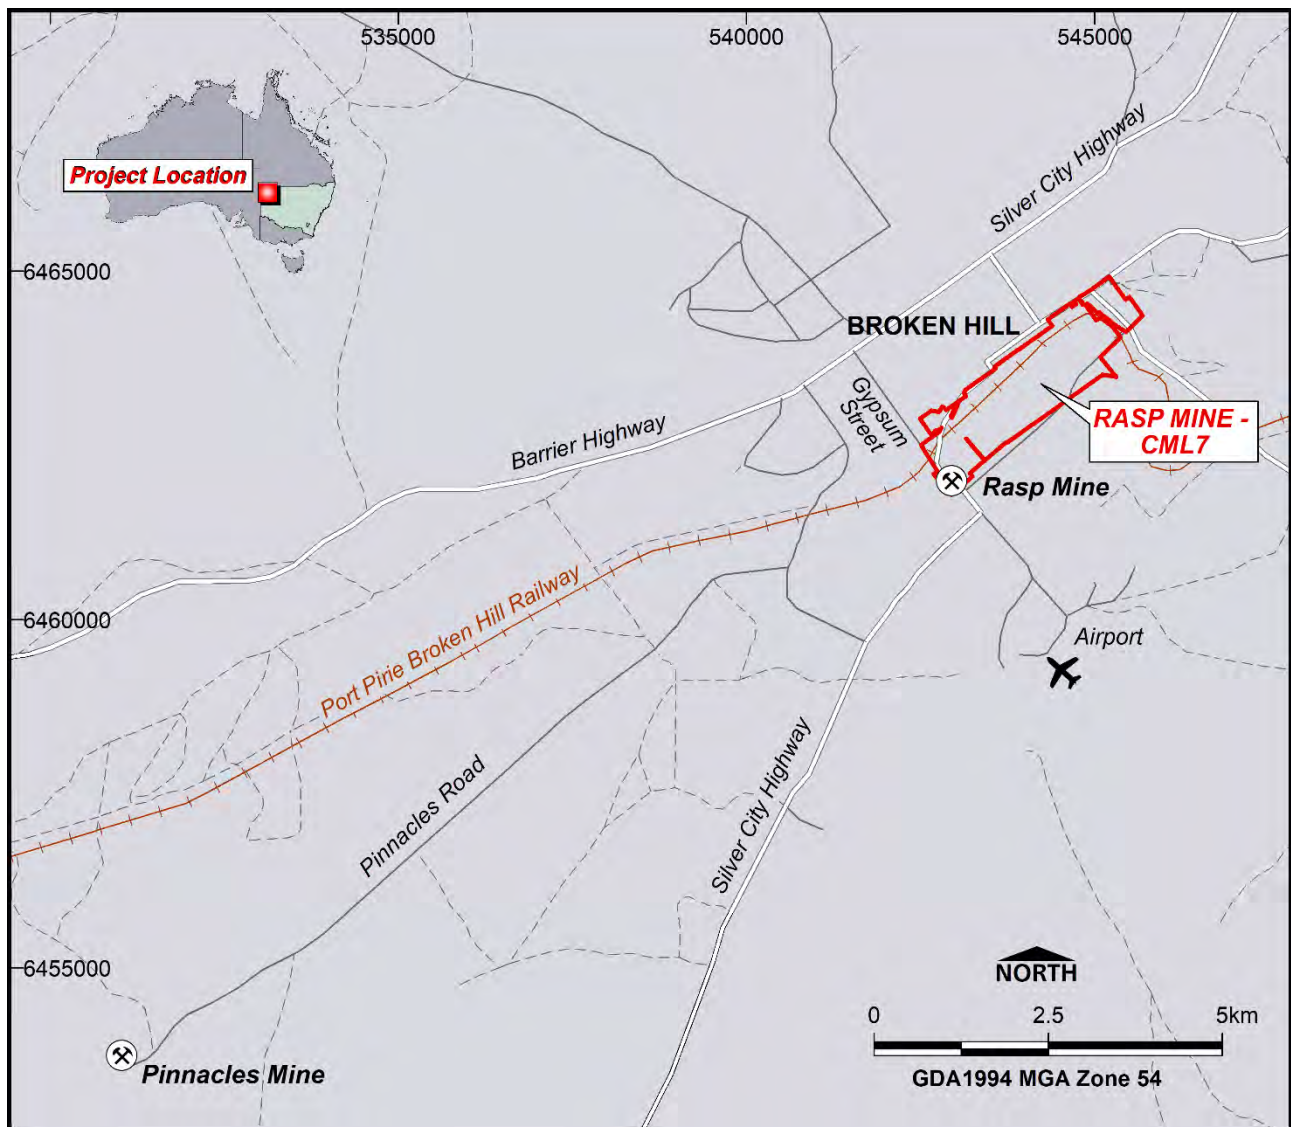 535000
540000
545000
Silver City Highway
Project Location
6465000
BROKEN HILL
Gypsum
Street
RASP MINE -
CML7
Barrier Highway
Rasp Mine
Port Pirie Broken Hill Railway
6460000
Airport
Pinnacles Road
Silver City Highway
6455000
NORTH
0
2.5
5km
GDA1994 MGA Zone 54
Pinnacles Mine